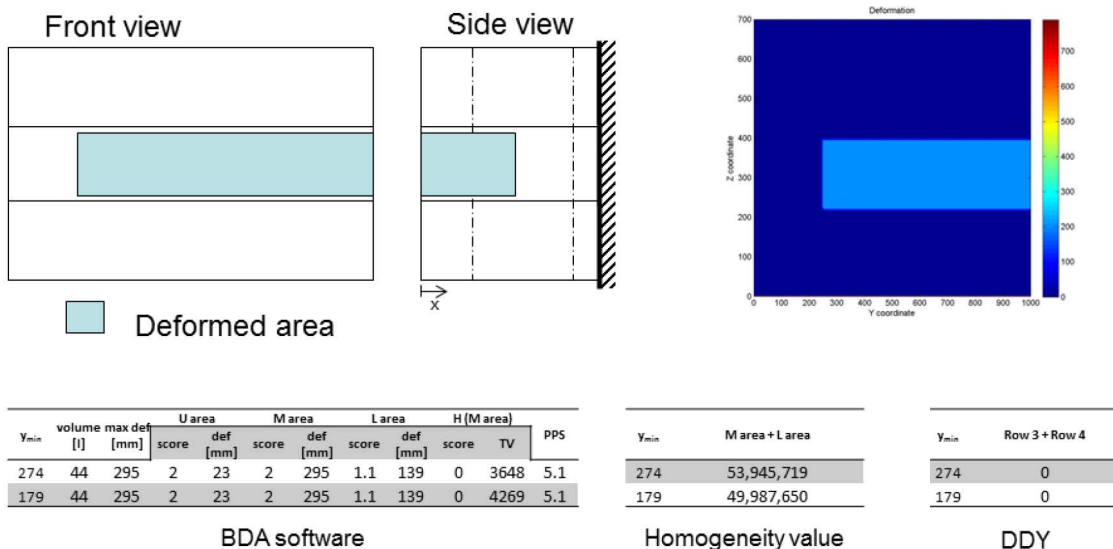 Front view
Side view
x
Deformed area
Deformation
700
600
500
400
300
200
100
0
Z coordinate
0 100 200 300 400 500 600 700 800 900 1000
Y coordinate
700
600
500
400
300
200
100
0
ymin volume [l] max def [mm] U area M area L area H (M area) PPS
score def [mm] score def [mm] score def [mm] score TV
274 44 295 2 23 2 295 1.1 139 0 3648 5.1
179 44 295 2 23 2 295 1.1 139 0 4269 5.1
BDA software
ymin M area + L area
274 53,945,719
179 49,987,650
Homogeneity value
ymin Row 3 + Row 4
274 0
179 0
DDY